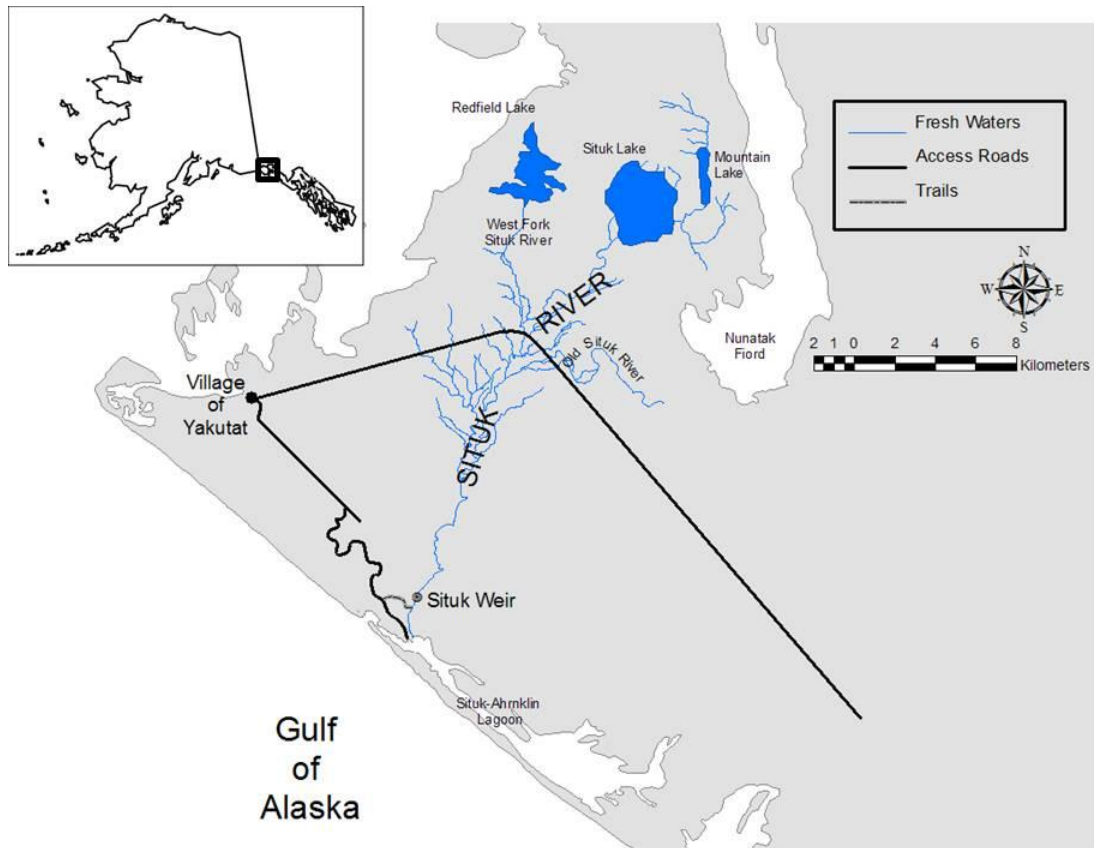 Redfield Lake
Situk Lake
Mountain
Lake
West Fork
Situk River
Fresh Waters
Access Roads
Trails
N
W
E
S
2 1 0 2 4 6 8
Kilometers
Nunatak
Fiord
RIVER
Old Situk River
Village
of
Yakutat
SITUK
Situk Weir
Situk-Ahrnklin
Lagoon
Gulf
of
Alaska